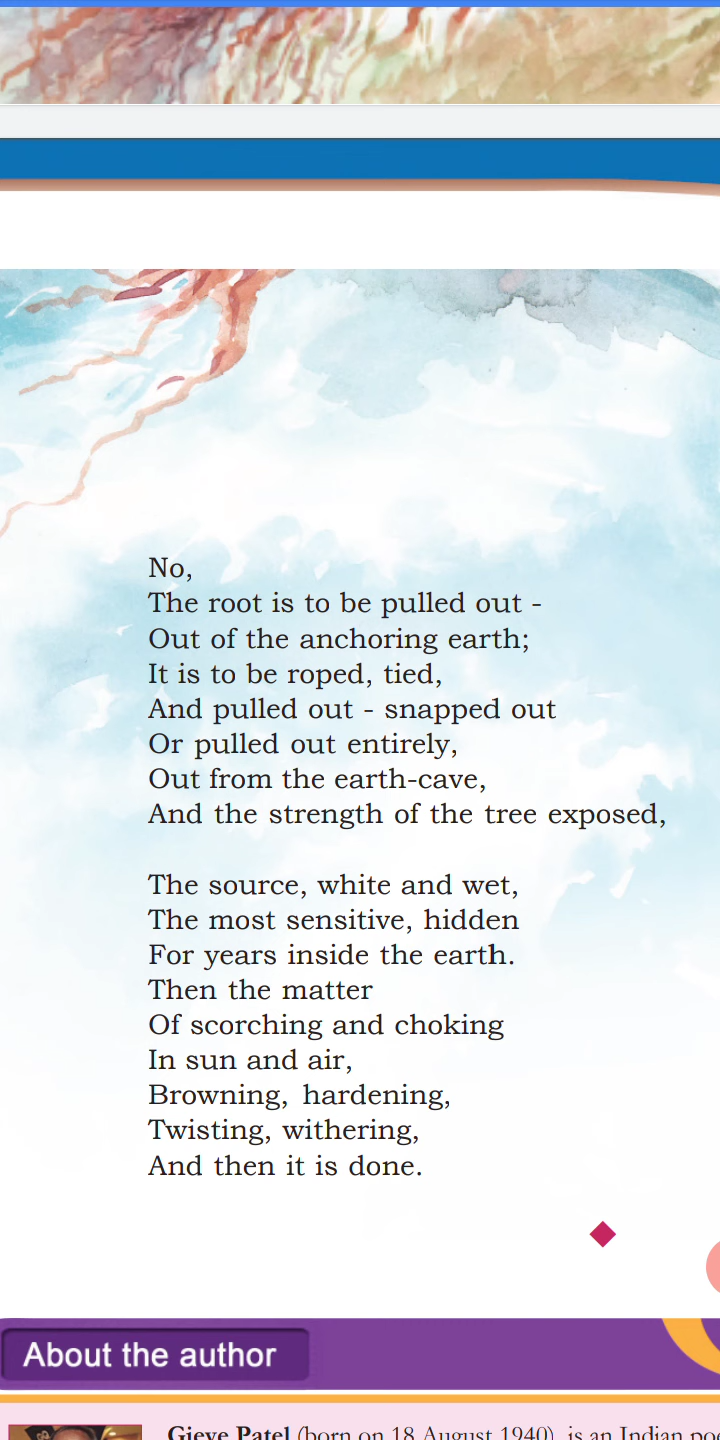 No,
The root is to be pulled out -
Out of the anchoring earth;
It is to be roped, tied,
And pulled out - snapped out
Or pulled out entirely,
Out from the earth-cave,
And the strength of the tree exposed,
The source, white and wet,
The most sensitive, hidden
For years inside the earth.
Then the matter
Of scorching and choking
In sun and air,
Browning, hardening,
Twisting, withering,
And then it is done.
About the author
Gieve Patel (born on 18 August 1940), is an Indian